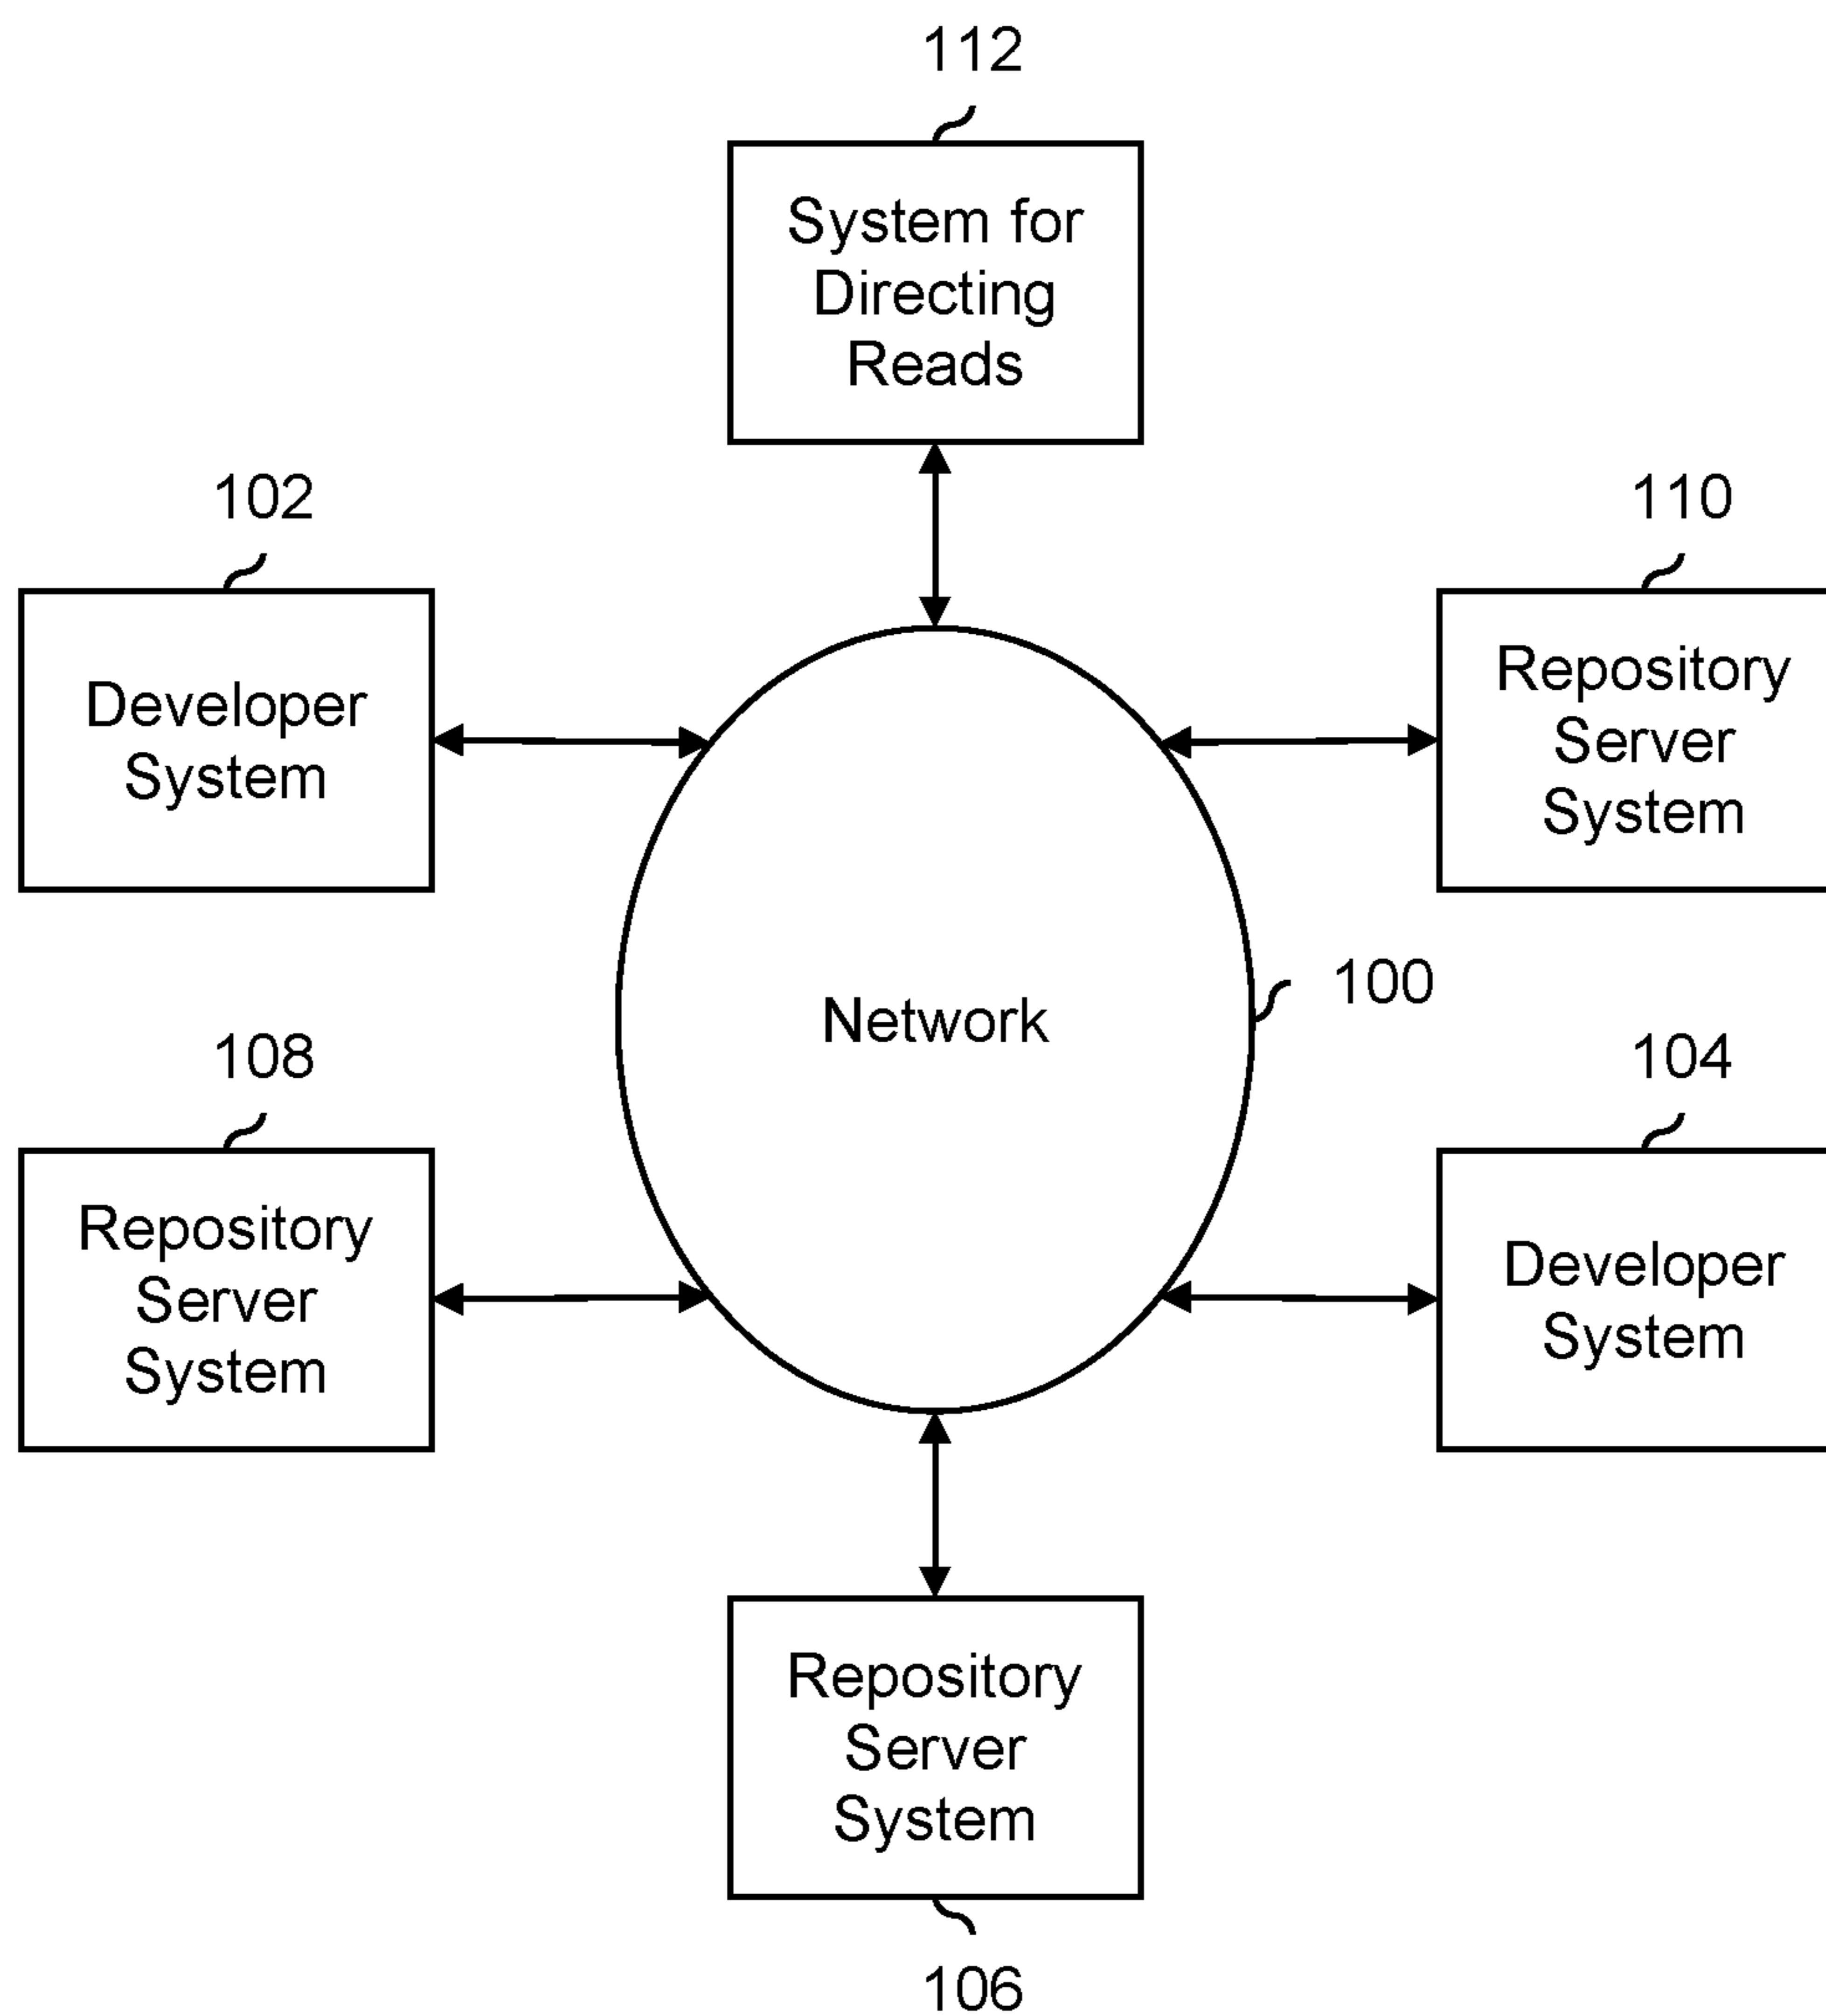 112
System for
Directing
Reads
102
Developer
System
110
Repository
Server
System
Network
100
108
Repository
Server
System
104
Developer
System
Repository
Server
System
106